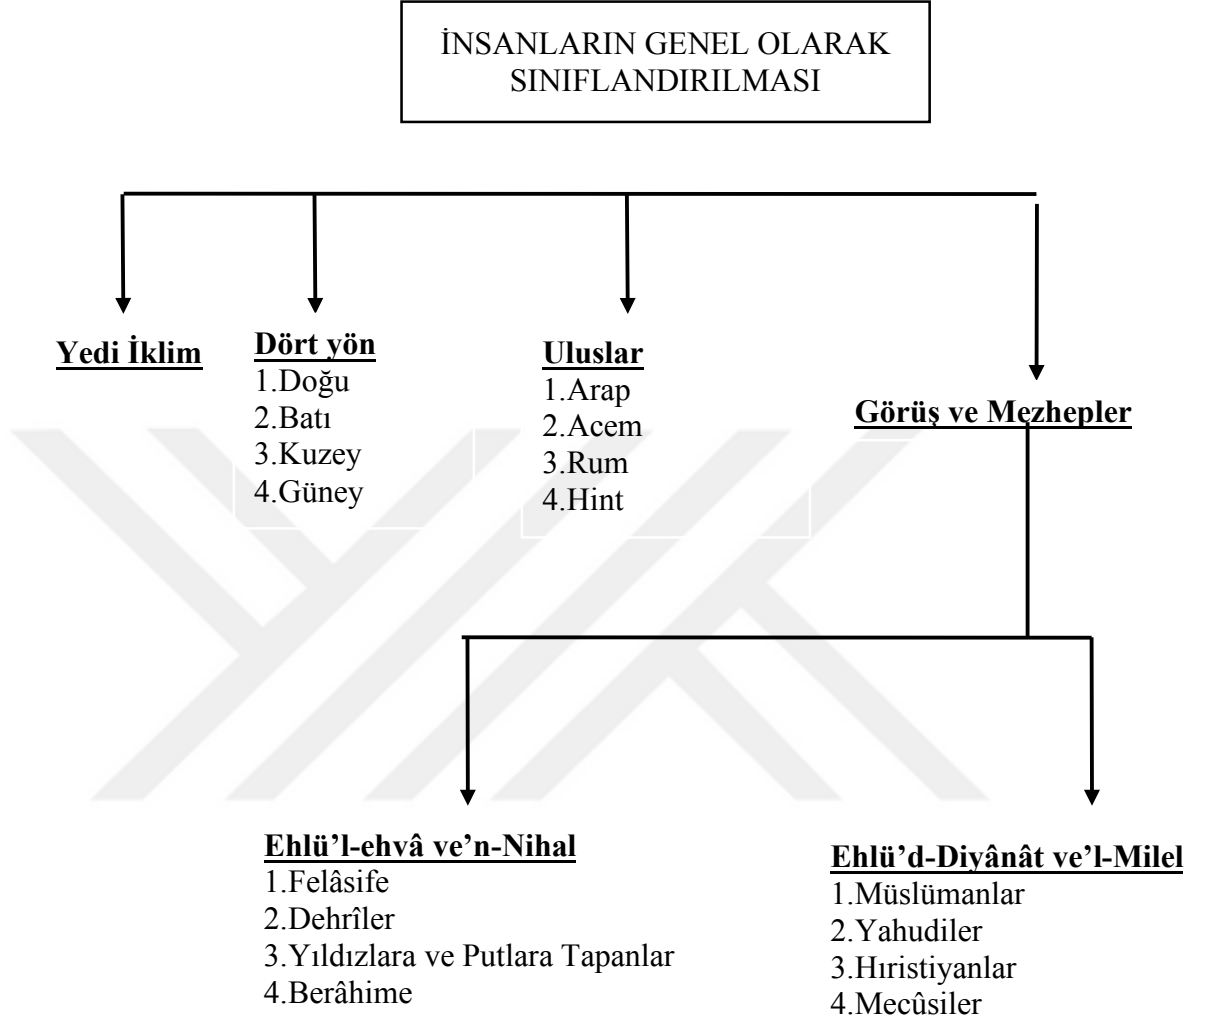 İNSANLARIN GENEL OLARAK
SINIFLANDIRILMASI
Yedi İklim
Dört yön
1.Doğu
2.Batı
3.Kuzey
4.Güney
Uluslar
1.Arap
2.Acem
3.Rum
4.Hint
Görüş ve Mezhepler
Ehlü’l-ehvâ ve’n-Nihal
1.Felâsife
2.Dehrîler
3.Yıldızlara ve Putlara Tapanlar
4.Berâhime
Ehlü’d-Diyânât ve’l-Milel
1.Müslümanlar
2.Yahudiler
3.Hıristiyanlar
4.Mecûsiler